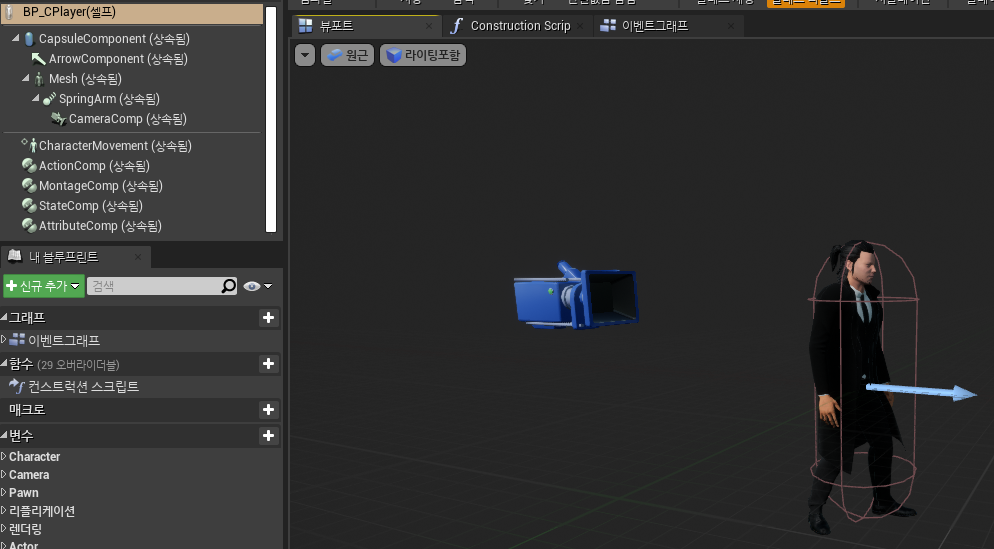 BP_CPlayer(셀프)
CapsuleComponent (상속됨)
ArrowComponent (상속됨)
Mesh (상속됨)
SpringArm (상속됨)
CameraComp (상속됨)
CharacterMovement (상속됨)
ActionComp (상속됨)
MontageComp (상속됨)
StateComp (상속됨)
AttributeComp (상속됨)
내 블루프린트
신규 추가
검색
그래프
이벤트그래프
함수 (29 오버라이더블)
컨스트럭션 스크립트
매크로
변수
Character
Camera
Pawn
리플리케이션
렌더링
Actor
뷰포트
Construction Scrip
이벤트그래프
원근
라이팅포함